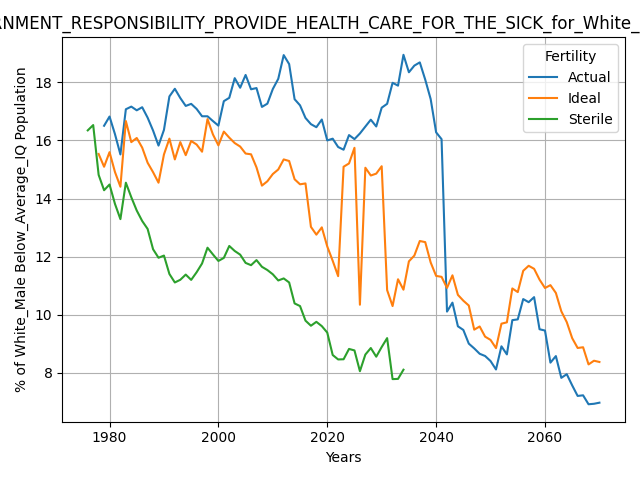 RNMENT_RESPONSIBILITY_PROVIDE_HEALTH_CARE_FOR_THE_SICK_for_White_
Fertility
Actual
Ideal
Sterile
% of White_Male Below_Average_IQ Population
18
16
14
12
10
8
1980 2000 2020 2040 2060
Years